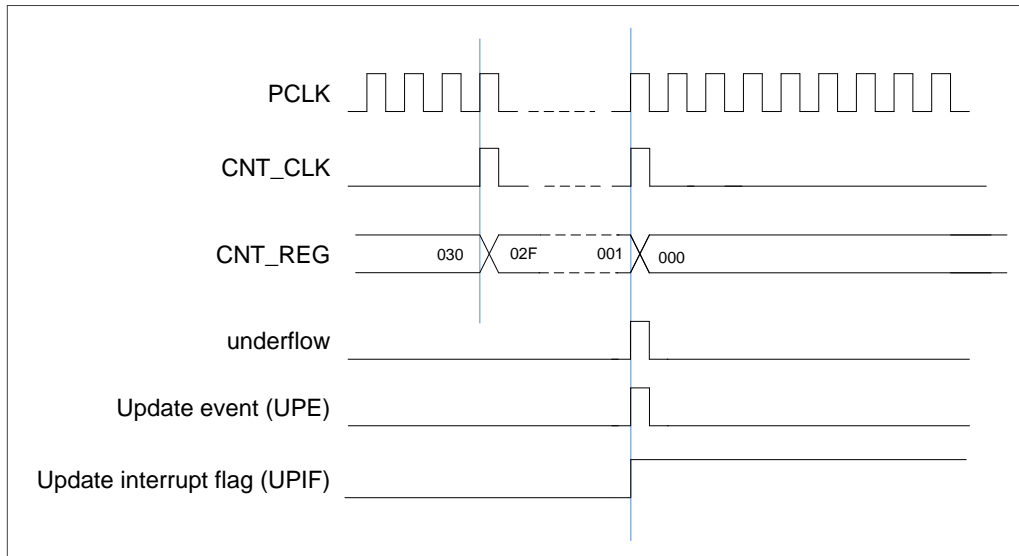 PCLK
CNT_CLK
CNT_REG
030
02F
001
000
underflow
Update event (UPE)
Update interrupt flag (UPIF)